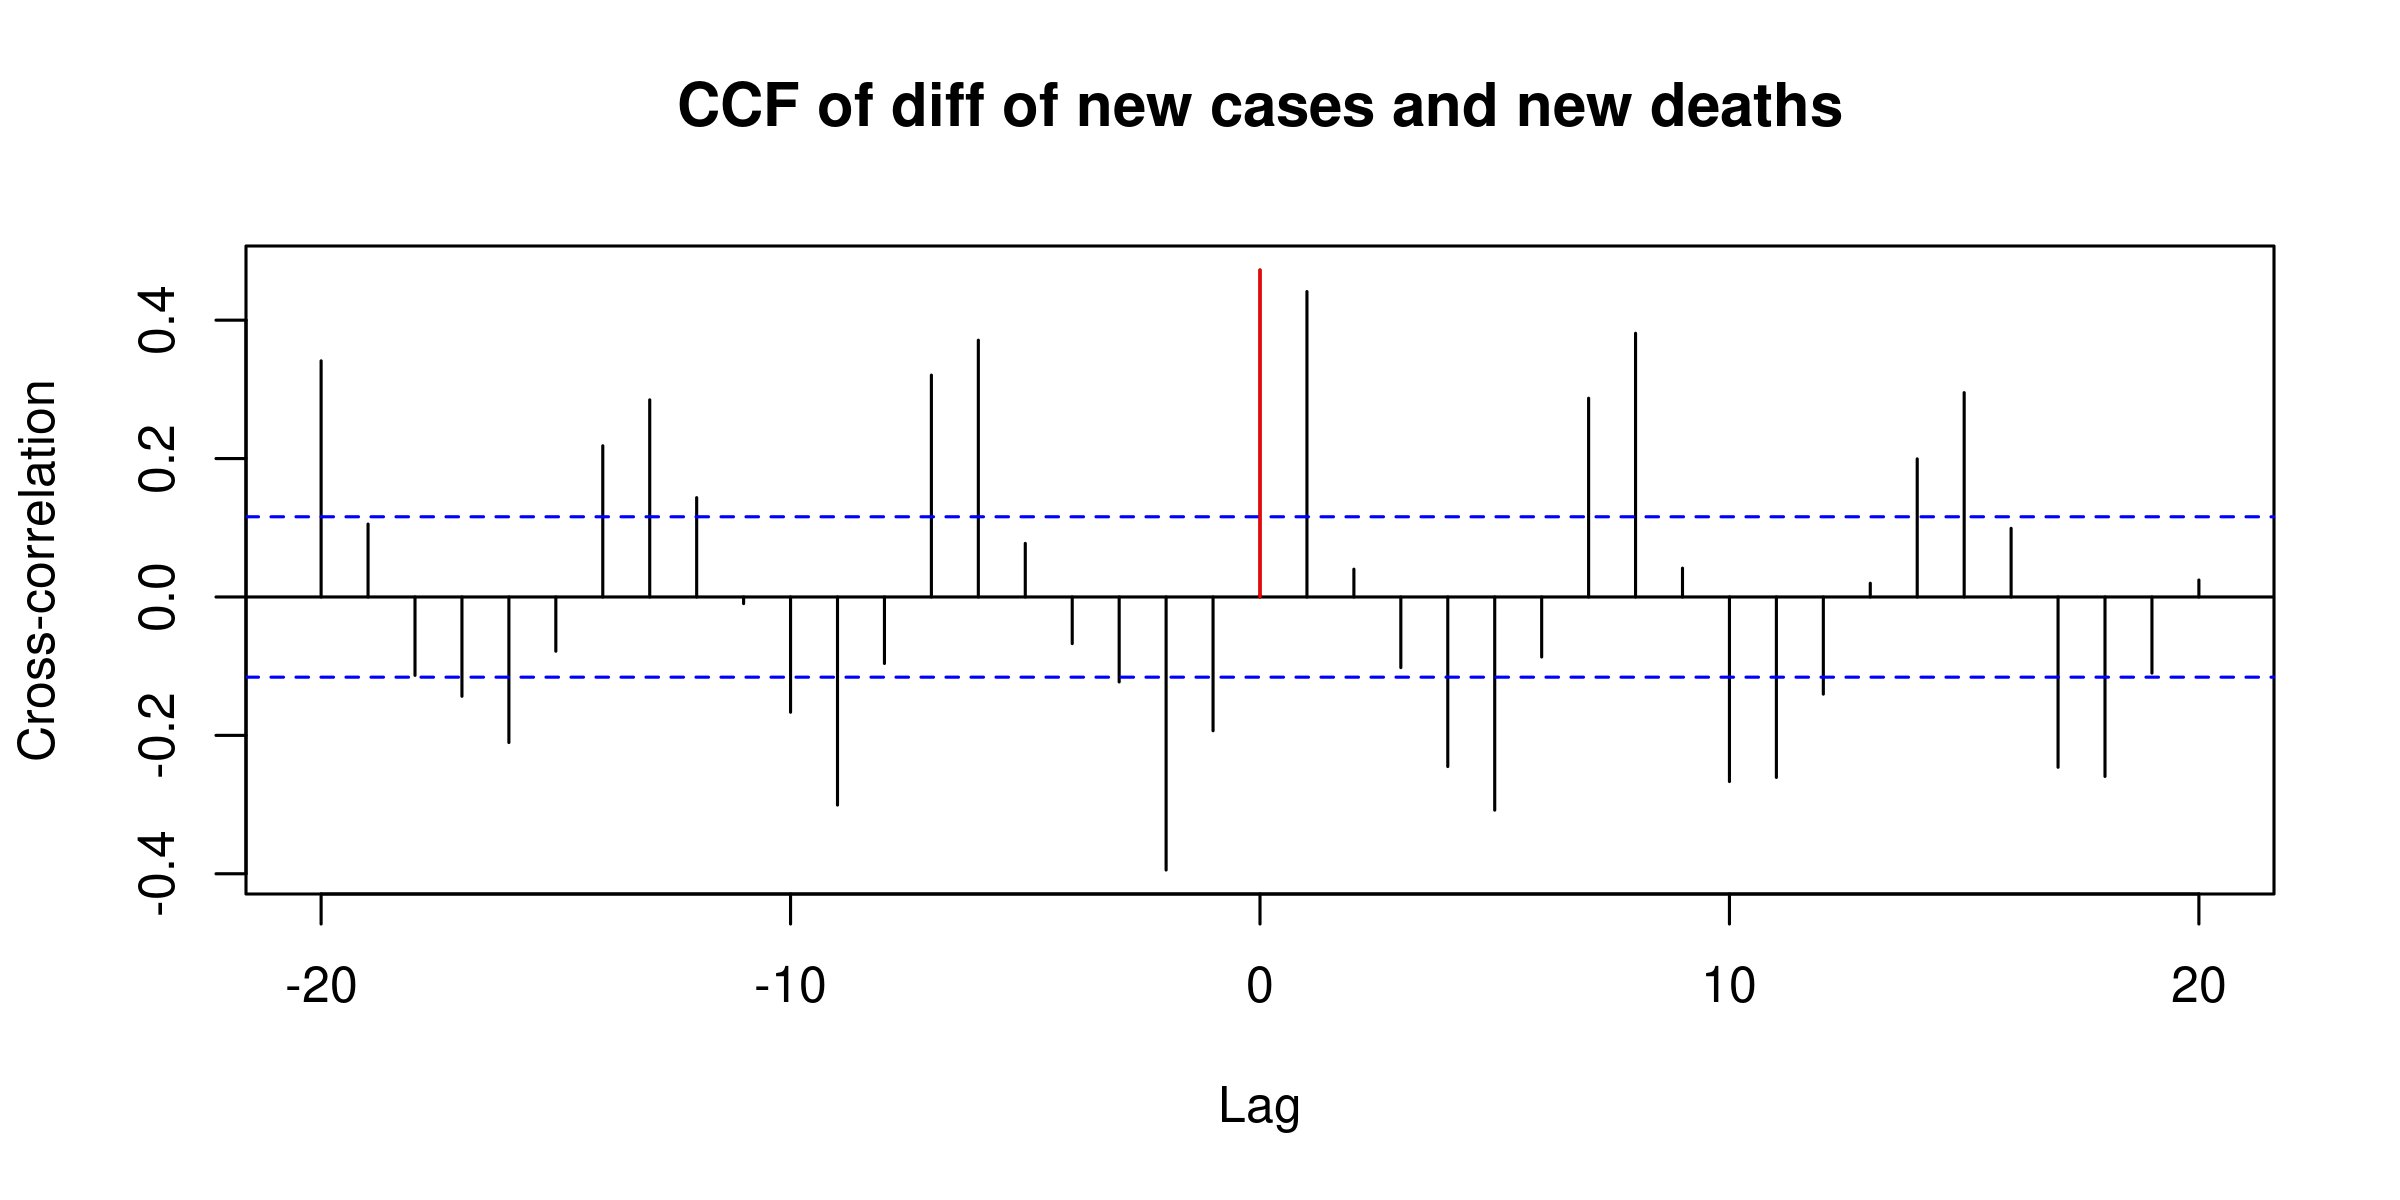 CCF of diff of new cases and new deaths
Cross-correlation
0.4
0.2
0.0
-0.2
-0.4
-20 -10 0 10 20
Lag